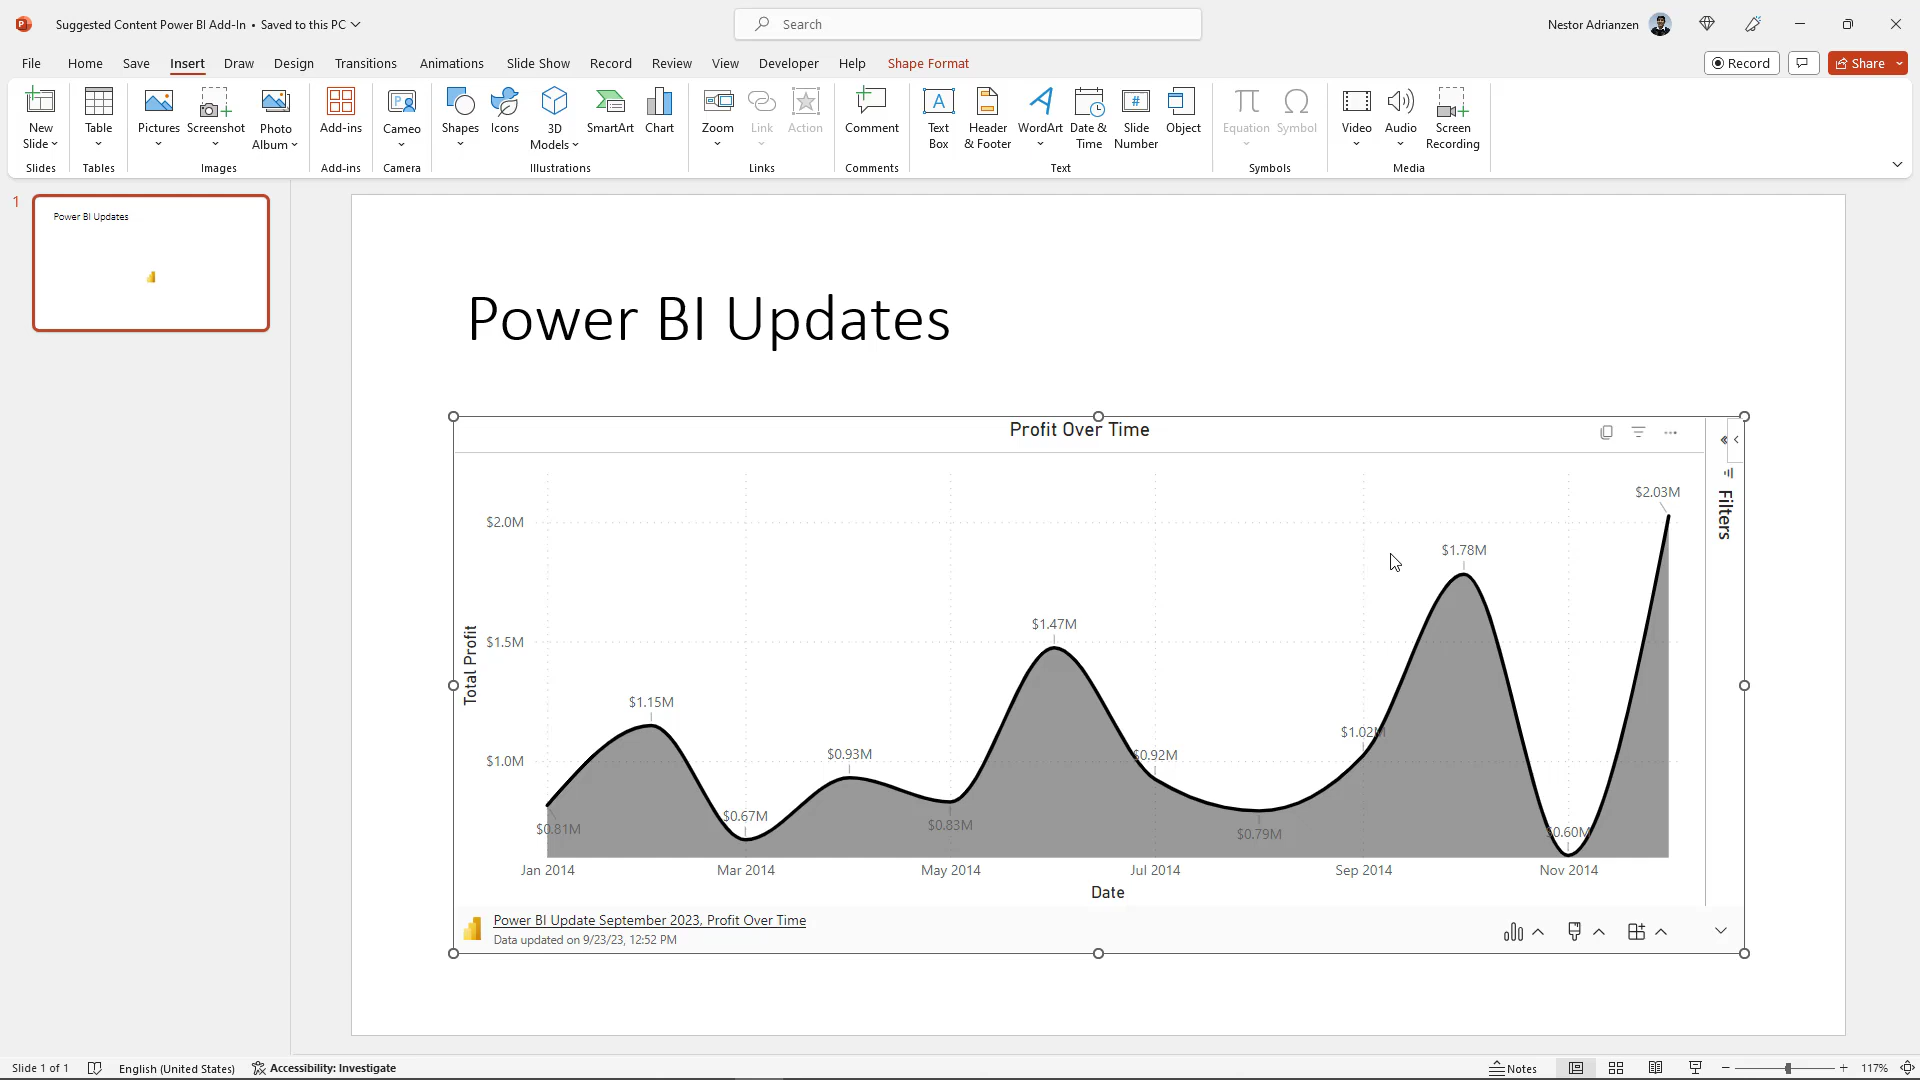 Suggested Content Power BI Add-In • Saved to this PC
Search
Nestor Adrianzen
File Home Save Insert Draw Design Transitions Animations Slide Show Record Review View Developer Help Shape Format
Record
Share
New Slide
Table
Pictures
Screenshot
Photo Album
Add-ins
Cameo
Shapes
Icons
3D Models
SmartArt
Chart
Zoom
Link
Action
Comment
Text Box
Header & Footer
WordArt
Date & Time
Slide Number
Object
Equation
Symbol
Video
Audio
Screen Recording
Slides Tables Images Add-ins Camera Illustrations Links Comments Text Symbols Media
1
Power BI Updates
Power BI Updates
Profit Over Time
Filters
Total Profit
$2.0M
$1.5M
$1.0M
$0.81M
$1.15M
$0.67M
$0.93M
$0.83M
$1.47M
$0.92M
$0.79M
$1.02M
$1.78M
$0.60M
$2.03M
Jan 2014 Mar 2014 May 2014 Jul 2014 Sep 2014 Nov 2014
Date
Power BI Update September 2023, Profit Over Time
Data updated on 9/23/23, 12:52 PM
Slide 1 of 1
English (United States)
Accessibility: Investigate
Notes
117%